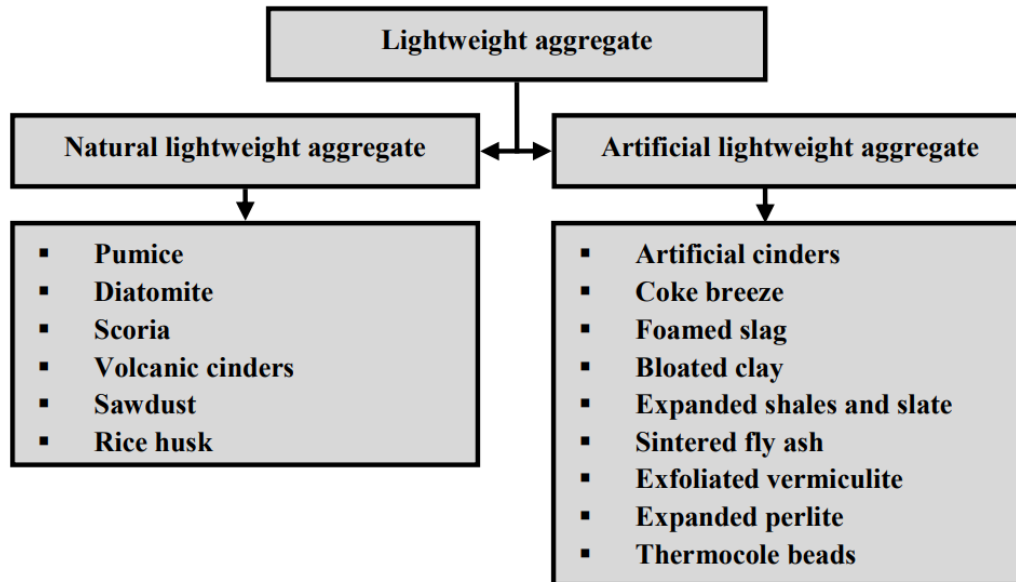 Lightweight aggregate
Natural lightweight aggregate
Artificial lightweight aggregate
▪ Pumice
▪ Diatomite
▪ Scoria
▪ Volcanic cinders
▪ Sawdust
▪ Rice husk
▪ Artificial cinders
▪ Coke breeze
▪ Foamed slag
▪ Bloated clay
▪ Expanded shales and slate
▪ Sintered fly ash
▪ Exfoliated vermiculite
▪ Expanded perlite
▪ Thermocole beads